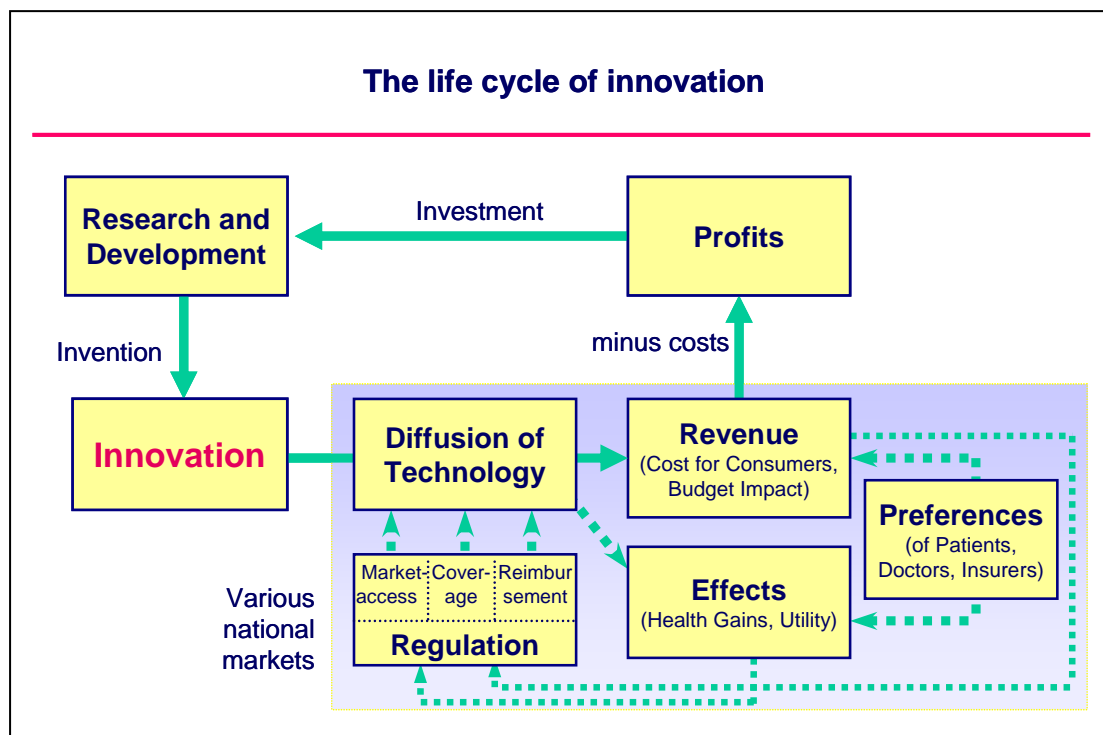 The life cycle of innovation
Research and
Development
Investment
Profits
Invention
minus costs
Innovation
Diffusion of
Technology
Revenue
(Cost for Consumers,
Budget Impact)
Preferences
(of Patients,
Doctors, Insurers)
Effects
(Health Gains, Utility)
Market-
access
Cover-
age
Reimbur
sement
Regulation
Various
national
markets